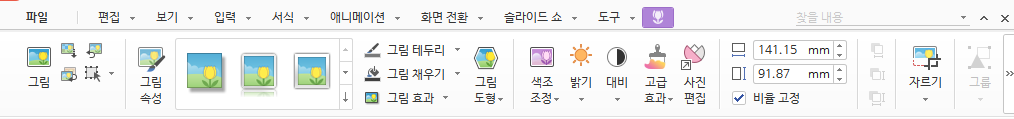 파일 편집 보기 입력 서식 애니메이션 화면 전환 슬라이드 쇼 도구 찾을 내용
그림
그림 속성
그림 테두리
그림 채우기
그림 효과
그림 도형
색조 조정
밝기
대비
고급 효과
사진 편집
141.15 mm
91.87 mm
비율 고정
자르기
그룹